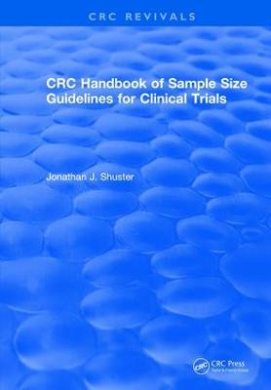 CRC REVIVALS
CRC Handbook of Sample Size
Guidelines for Clinical Trials
Jonathan J. Shuster
CRC Press
Taylor & Francis Group